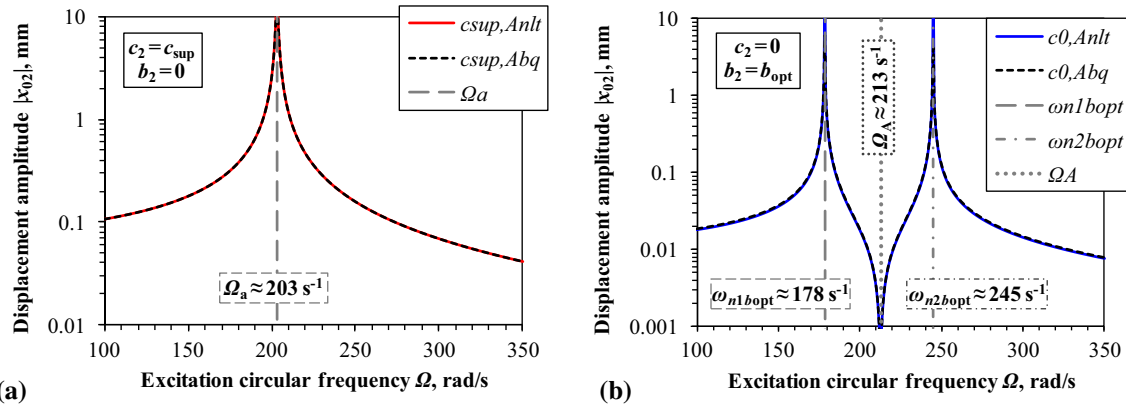 Displacement amplitude |x02|, mm
10
1
0.1
0.01
c2 = csup
b2 = 0
csup,Anlt
csup,Abq
Ωa
Ωa ≈ 203 s-1
100 150 200 250 300 350
Excitation circular frequency Ω, rad/s
(a)
Displacement amplitude |x02|, mm
10
1
0.1
0.01
0.001
c2 = 0
b2 = bopt
ΩA ≈ 213 s-1
c0,Anlt
c0,Abq
ωn1bopt
ωn2bopt
ΩA
ωn1bopt ≈ 178 s-1
ωn2bopt ≈ 245 s-1
100 150 200 250 300 350
Excitation circular frequency Ω, rad/s
(b)